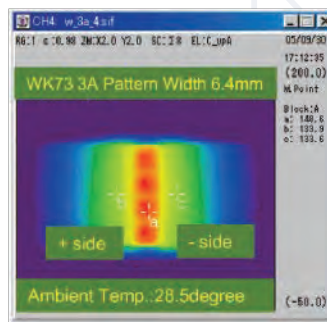 CH4: w_3a_4.sif
RG:1 ε:0.98 ZM:X2.0 Y2.0 SC:28 EL:C_upA
05/09/30
17:12:35
(200.0)
WK73 3A Pattern Width 6.4mm
M.Point
Block:A
a: 148.6
b: 133.9
c: 133.6
b
c
a
+ side
- side
Ambient Temp.:28.5degree
(-50.0)